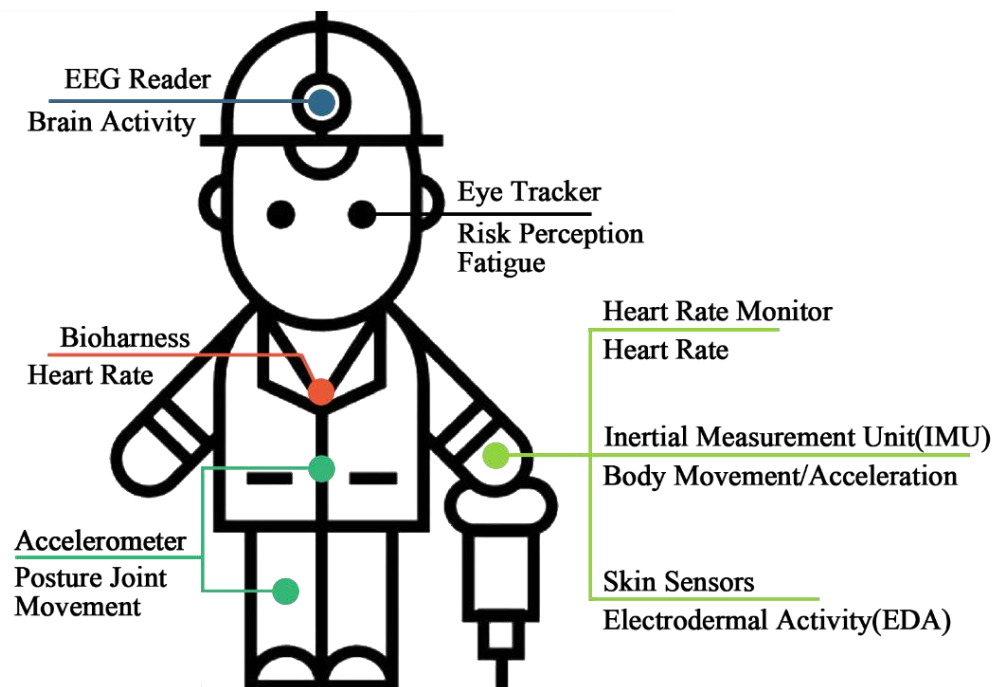 EEG Reader
Brain Activity
Eye Tracker
Risk Perception
Fatigue
Bioharness
Heart Rate
Heart Rate Monitor
Heart Rate
Inertial Measurement Unit(IMU)
Body Movement/Acceleration
Accelerometer
Posture Joint
Movement
Skin Sensors
Electrodermal Activity(EDA)